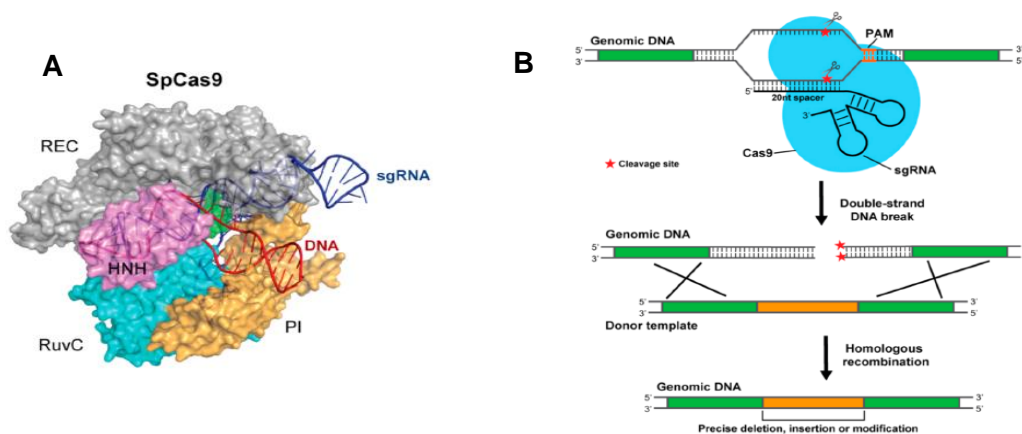 A
SpCas9
REC
sgRNA
DNA
HNH
RuvC
PI
B
Genomic DNA
PAM
5′
3′
3′
5′
5′
20nt spacer
3′
Cas9
sgRNA
Cleavage site
Double-strand
DNA break
Genomic DNA
5′
3′
3′
5′
5′
3′
3′
5′
Donor template
Homologous
recombination
Genomic DNA
5′
3′
3′
5′
Precise deletion, insertion or modification